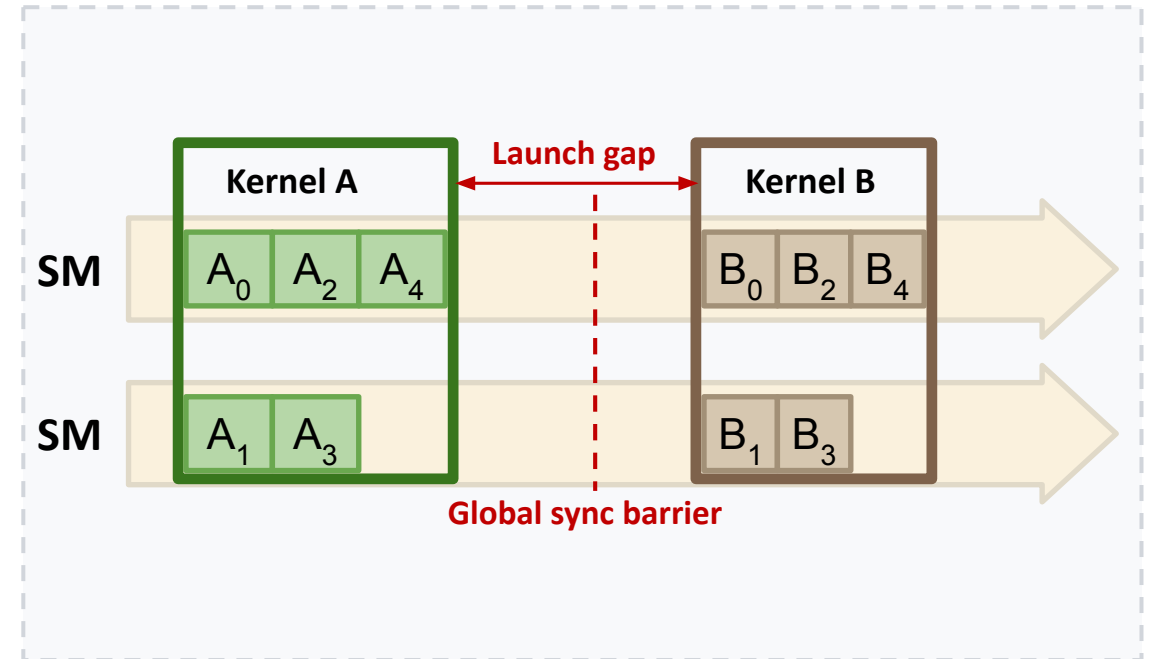 Launch gap
Kernel A
Kernel B
SM
A₀ A₂ A₄
B₀ B₂ B₄
SM
A₁ A₃
B₁ B₃
Global sync barrier